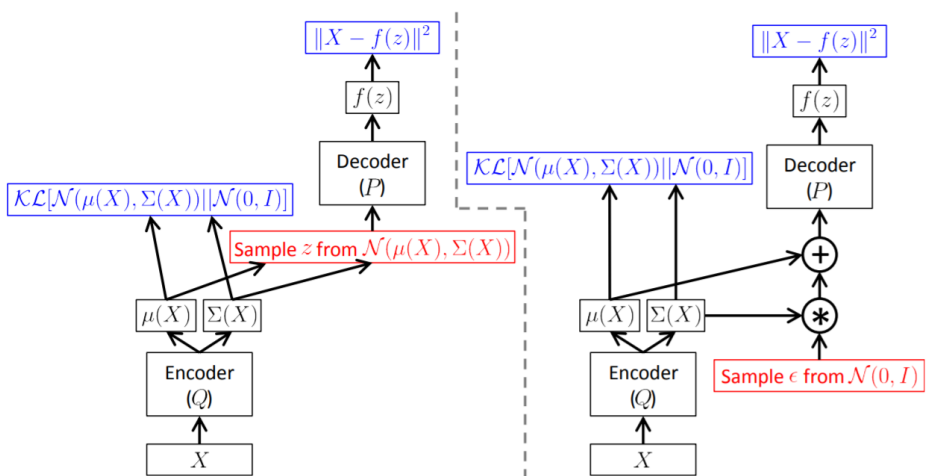 ‖X − f(z)‖²
f(z)
Decoder
(P)
𝒦ℒ[𝒩(μ(X), Σ(X))||𝒩(0, I)]
Sample z from 𝒩(μ(X), Σ(X))
μ(X)
Σ(X)
Encoder
(Q)
X
‖X − f(z)‖²
f(z)
Decoder
(P)
𝒦ℒ[𝒩(μ(X), Σ(X))||𝒩(0, I)]
+
μ(X)
Σ(X)
*
Encoder
(Q)
Sample ϵ from 𝒩(0, I)
X